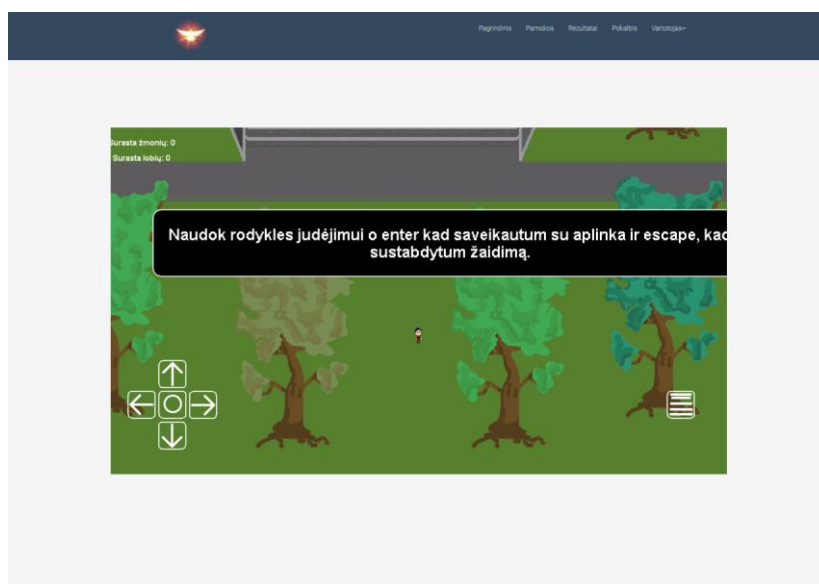 Pagrindinis Pamokos Rezultatai Pokalbis Vartotojas
Surasta žmonių: 0
Surasta lobių: 0
Naudok rodykles judėjimui o enter kad saveikautum su aplinka ir escape, kad
sustabdytum žaidimą.